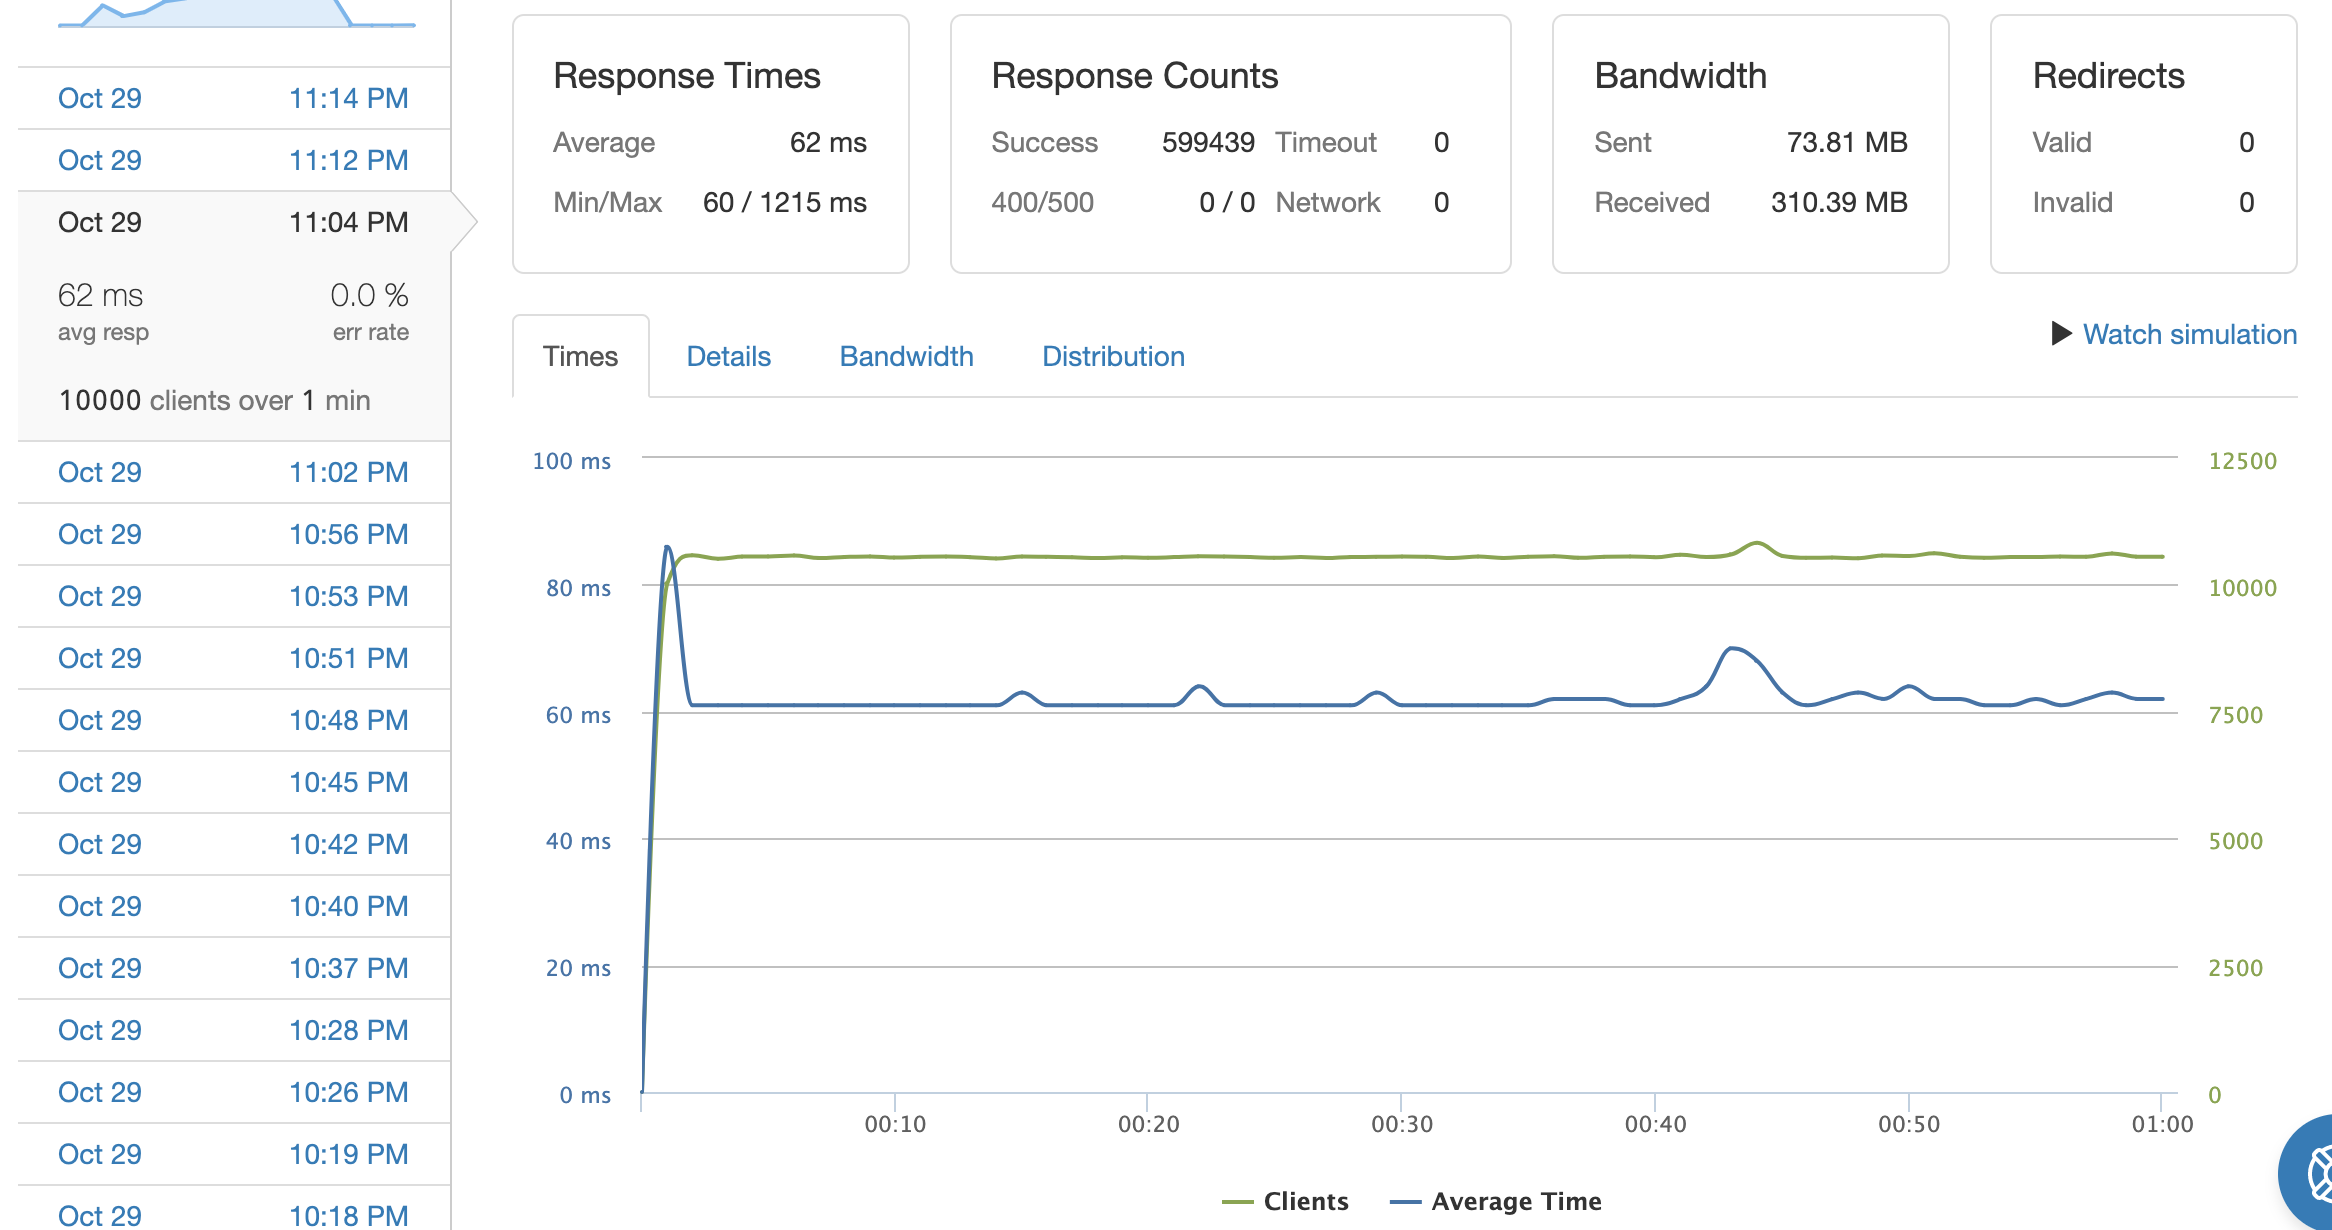 Oct 29 11:14 PM
Oct 29 11:12 PM
Oct 29 11:04 PM
62 ms 0.0 %
avg resp err rate
10000 clients over 1 min
Oct 29 11:02 PM
Oct 29 10:56 PM
Oct 29 10:53 PM
Oct 29 10:51 PM
Oct 29 10:48 PM
Oct 29 10:45 PM
Oct 29 10:42 PM
Oct 29 10:40 PM
Oct 29 10:37 PM
Oct 29 10:28 PM
Oct 29 10:26 PM
Oct 29 10:19 PM
Oct 29 10:18 PM
Response Times
Average 62 ms
Min/Max 60 / 1215 ms
Response Counts
Success 599439 Timeout 0
400/500 0 / 0 Network 0
Bandwidth
Sent 73.81 MB
Received 310.39 MB
Redirects
Valid 0
Invalid 0
Times Details Bandwidth Distribution
Watch simulation
100 ms 12500
80 ms 10000
60 ms 7500
40 ms 5000
20 ms 2500
0 ms 0
00:10 00:20 00:30 00:40 00:50 01:00
Clients Average Time